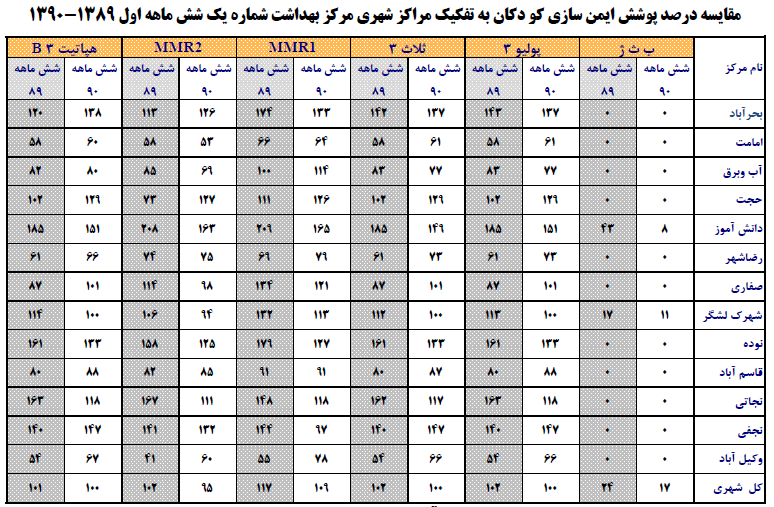 مقایسه درصد پوشش ایمن سازی کودکان به تفکیک مراکز شهری مرکز بهداشت شماره یک شش ماهه اول ۱۳۸۹-۱۳۹۰
نام مرکز ب ث ژ پولیو ۳ ثلاث ۳ MMR1 MMR2 هپاتیت B ۳
شش ماهه ۹۰ شش ماهه ۸۹ شش ماهه ۹۰ شش ماهه ۸۹ شش ماهه ۹۰ شش ماهه ۸۹ شش ماهه ۹۰ شش ماهه ۸۹ شش ماهه ۹۰ شش ماهه ۸۹ شش ماهه ۹۰ شش ماهه ۸۹
بحرآباد ۰ ۰ ۱۳۷ ۱۴۳ ۱۳۷ ۱۴۲ ۱۳۳ ۱۷۴ ۱۲۶ ۱۱۳ ۱۳۸ ۱۲۰
امامت ۰ ۰ ۶۱ ۵۸ ۶۱ ۵۸ ۶۴ ۶۶ ۵۳ ۵۸ ۶۰ ۵۸
آب وبرق ۰ ۰ ۷۷ ۸۳ ۷۷ ۸۳ ۱۱۴ ۱۰۰ ۶۹ ۸۵ ۸۰ ۸۲
حجت ۰ ۰ ۱۲۹ ۱۰۲ ۱۲۹ ۱۰۲ ۱۲۶ ۱۱۱ ۱۲۷ ۷۳ ۱۲۹ ۱۰۲
دانش آموز ۸ ۴۳ ۱۵۱ ۱۸۵ ۱۴۹ ۱۸۵ ۱۶۵ ۲۰۹ ۱۶۳ ۲۰۸ ۱۵۱ ۱۸۵
رضاشهر ۰ ۰ ۷۳ ۶۱ ۷۳ ۶۱ ۷۹ ۶۹ ۷۵ ۷۴ ۶۶ ۶۱
صفاری ۰ ۰ ۱۰۱ ۸۷ ۱۰۱ ۸۷ ۱۲۱ ۱۳۴ ۹۸ ۱۱۴ ۱۰۱ ۸۷
شهرک لشگر ۱۱ ۱۷ ۱۰۰ ۱۱۳ ۱۰۰ ۱۱۲ ۱۱۳ ۱۳۲ ۹۴ ۱۰۶ ۱۰۰ ۱۱۴
نوده ۰ ۰ ۱۳۳ ۱۶۱ ۱۳۳ ۱۶۱ ۱۲۷ ۱۷۹ ۱۲۵ ۱۵۸ ۱۳۳ ۱۶۱
قاسم آباد ۰ ۰ ۸۸ ۸۰ ۸۷ ۸۰ ۹۱ ۹۱ ۸۵ ۸۲ ۸۸ ۸۰
نجاتی ۰ ۰ ۱۱۸ ۱۶۳ ۱۱۷ ۱۶۲ ۱۱۸ ۱۴۸ ۱۱۱ ۱۶۷ ۱۱۸ ۱۶۳
نجفی ۰ ۰ ۱۴۷ ۱۴۰ ۱۴۷ ۱۴۰ ۹۷ ۱۴۴ ۱۳۲ ۱۴۱ ۱۴۷ ۱۴۰
وکیل آباد ۰ ۰ ۶۶ ۵۴ ۶۶ ۵۴ ۷۸ ۵۵ ۶۰ ۴۱ ۶۷ ۵۴
کل شهری ۱۷ ۲۴ ۱۰۰ ۱۰۲ ۱۰۰ ۱۰۲ ۱۰۹ ۱۱۷ ۹۵ ۱۰۲ ۱۰۰ ۱۰۱